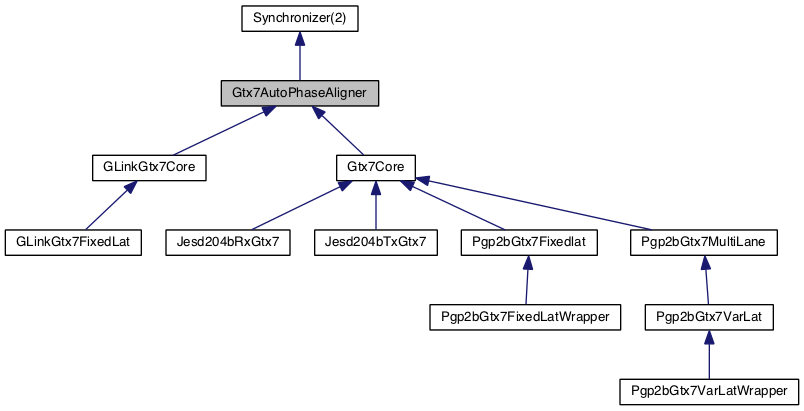 Synchronizer(2)
Gtx7AutoPhaseAligner
GLinkGtx7Core
Gtx7Core
GLinkGtx7FixedLat
Jesd204bRxGtx7
Jesd204bTxGtx7
Pgp2bGtx7Fixedlat
Pgp2bGtx7MultiLane
Pgp2bGtx7FixedLatWrapper
Pgp2bGtx7VarLat
Pgp2bGtx7VarLatWrapper